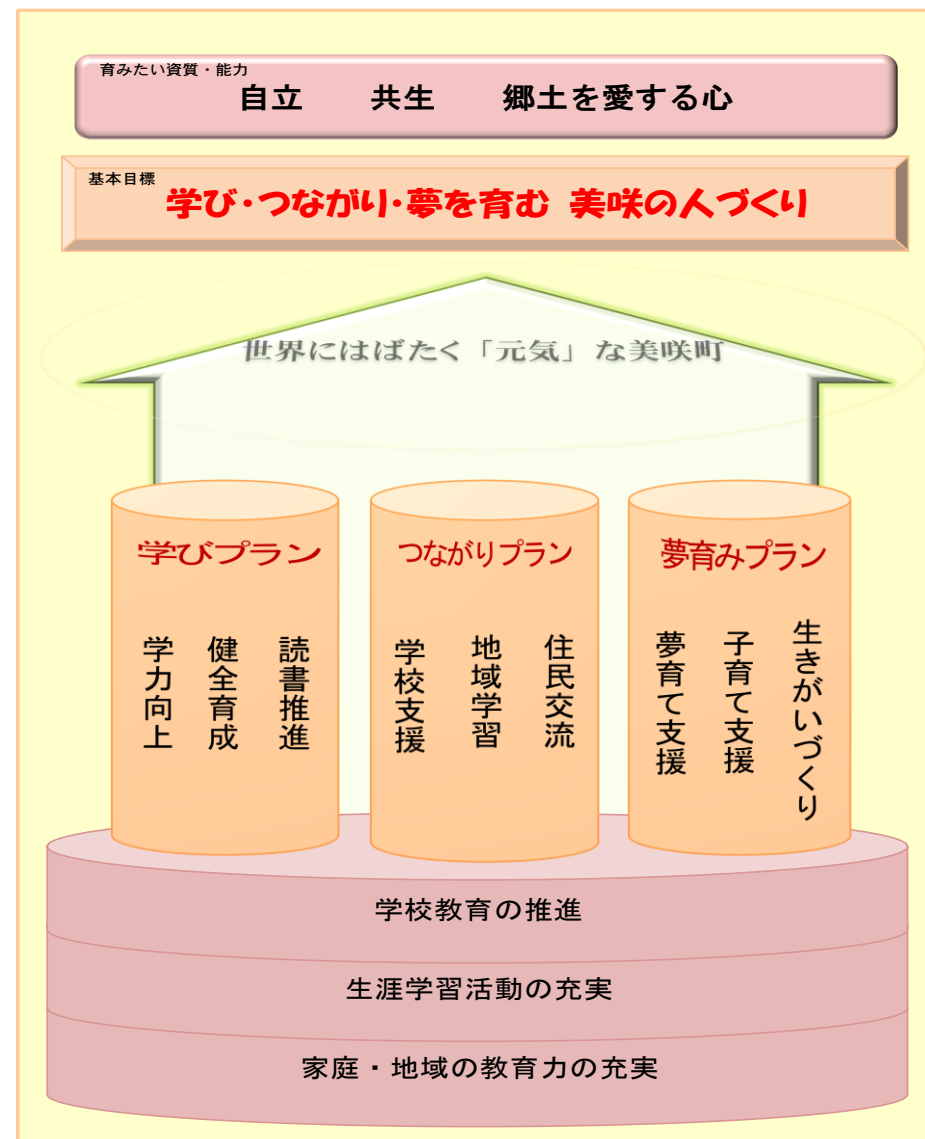 育みたい資質・能力
自立 共生 郷土を愛する心
基本目標
学び・つながり・夢を育む 美咲の人づくり
世界にはばたく「元気」な美咲町
学びプラン
学力向上
健全育成
読書推進
つながりプラン
学校支援
地域学習
住民交流
夢育みプラン
夢育て支援
子育て支援
生きがいづくり
学校教育の推進
生涯学習活動の充実
家庭・地域の教育力の充実